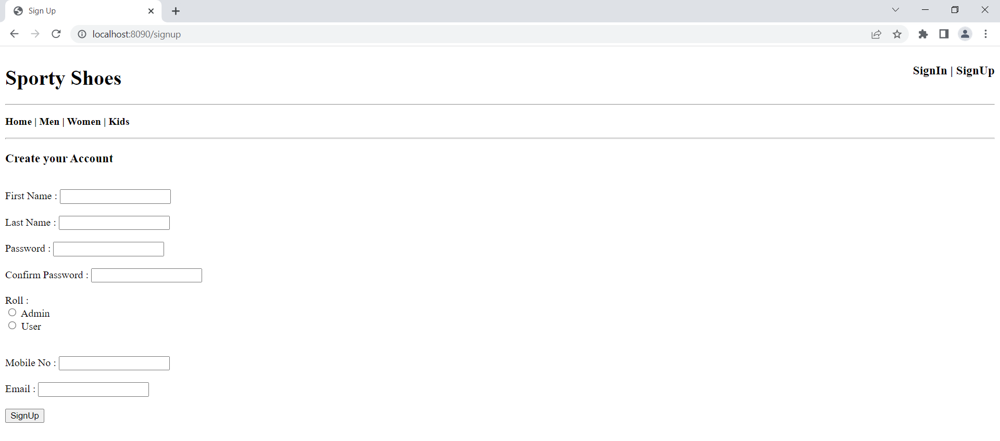 Sign Up
localhost:8090/signup
Sporty Shoes
SignIn | SignUp
Home | Men | Women | Kids
Create your Account
First Name :
Last Name :
Password :
Confirm Password :
Roll :
Admin
User
Mobile No :
Email :
SignUp